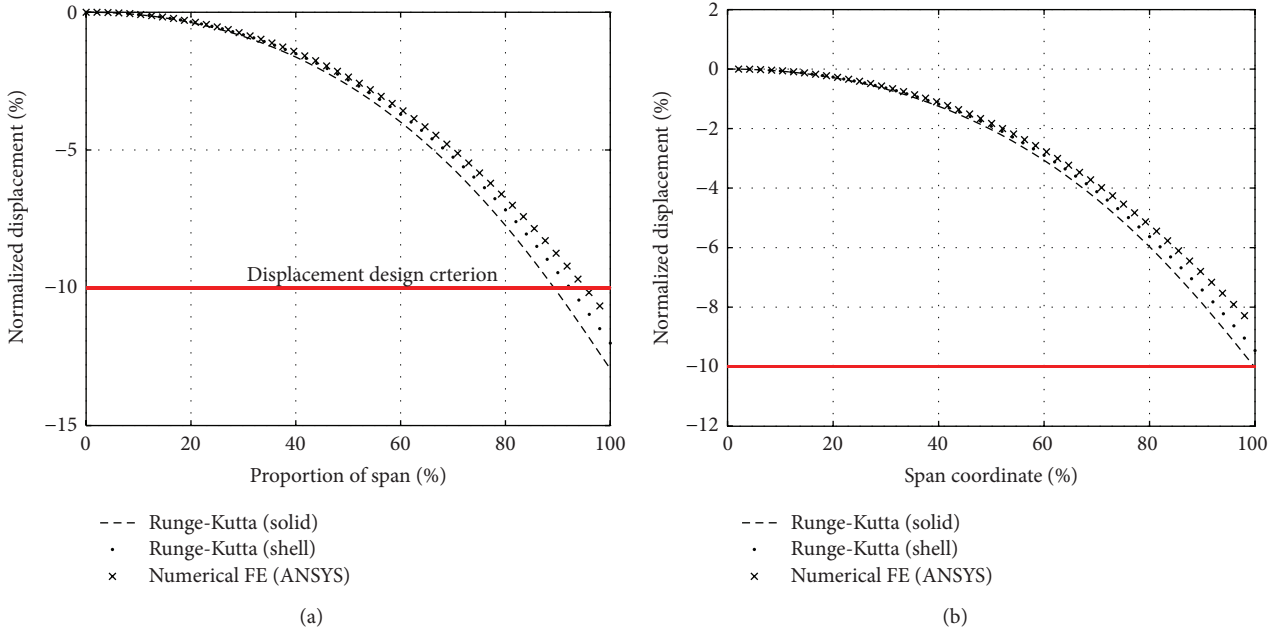 0
−5
−10
−15
Normalized displacement (%)
Displacement design crterion
0
20
40
60
80
100
Proportion of span (%)
Runge-Kutta (solid)
Runge-Kutta (shell)
Numerical FE (ANSYS)
(a)
2
0
−2
−4
−6
−8
−10
−12
Normalized displacement (%)
0
20
40
60
80
100
Span coordinate (%)
Runge-Kutta (solid)
Runge-Kutta (shell)
Numerical FE (ANSYS)
(b)